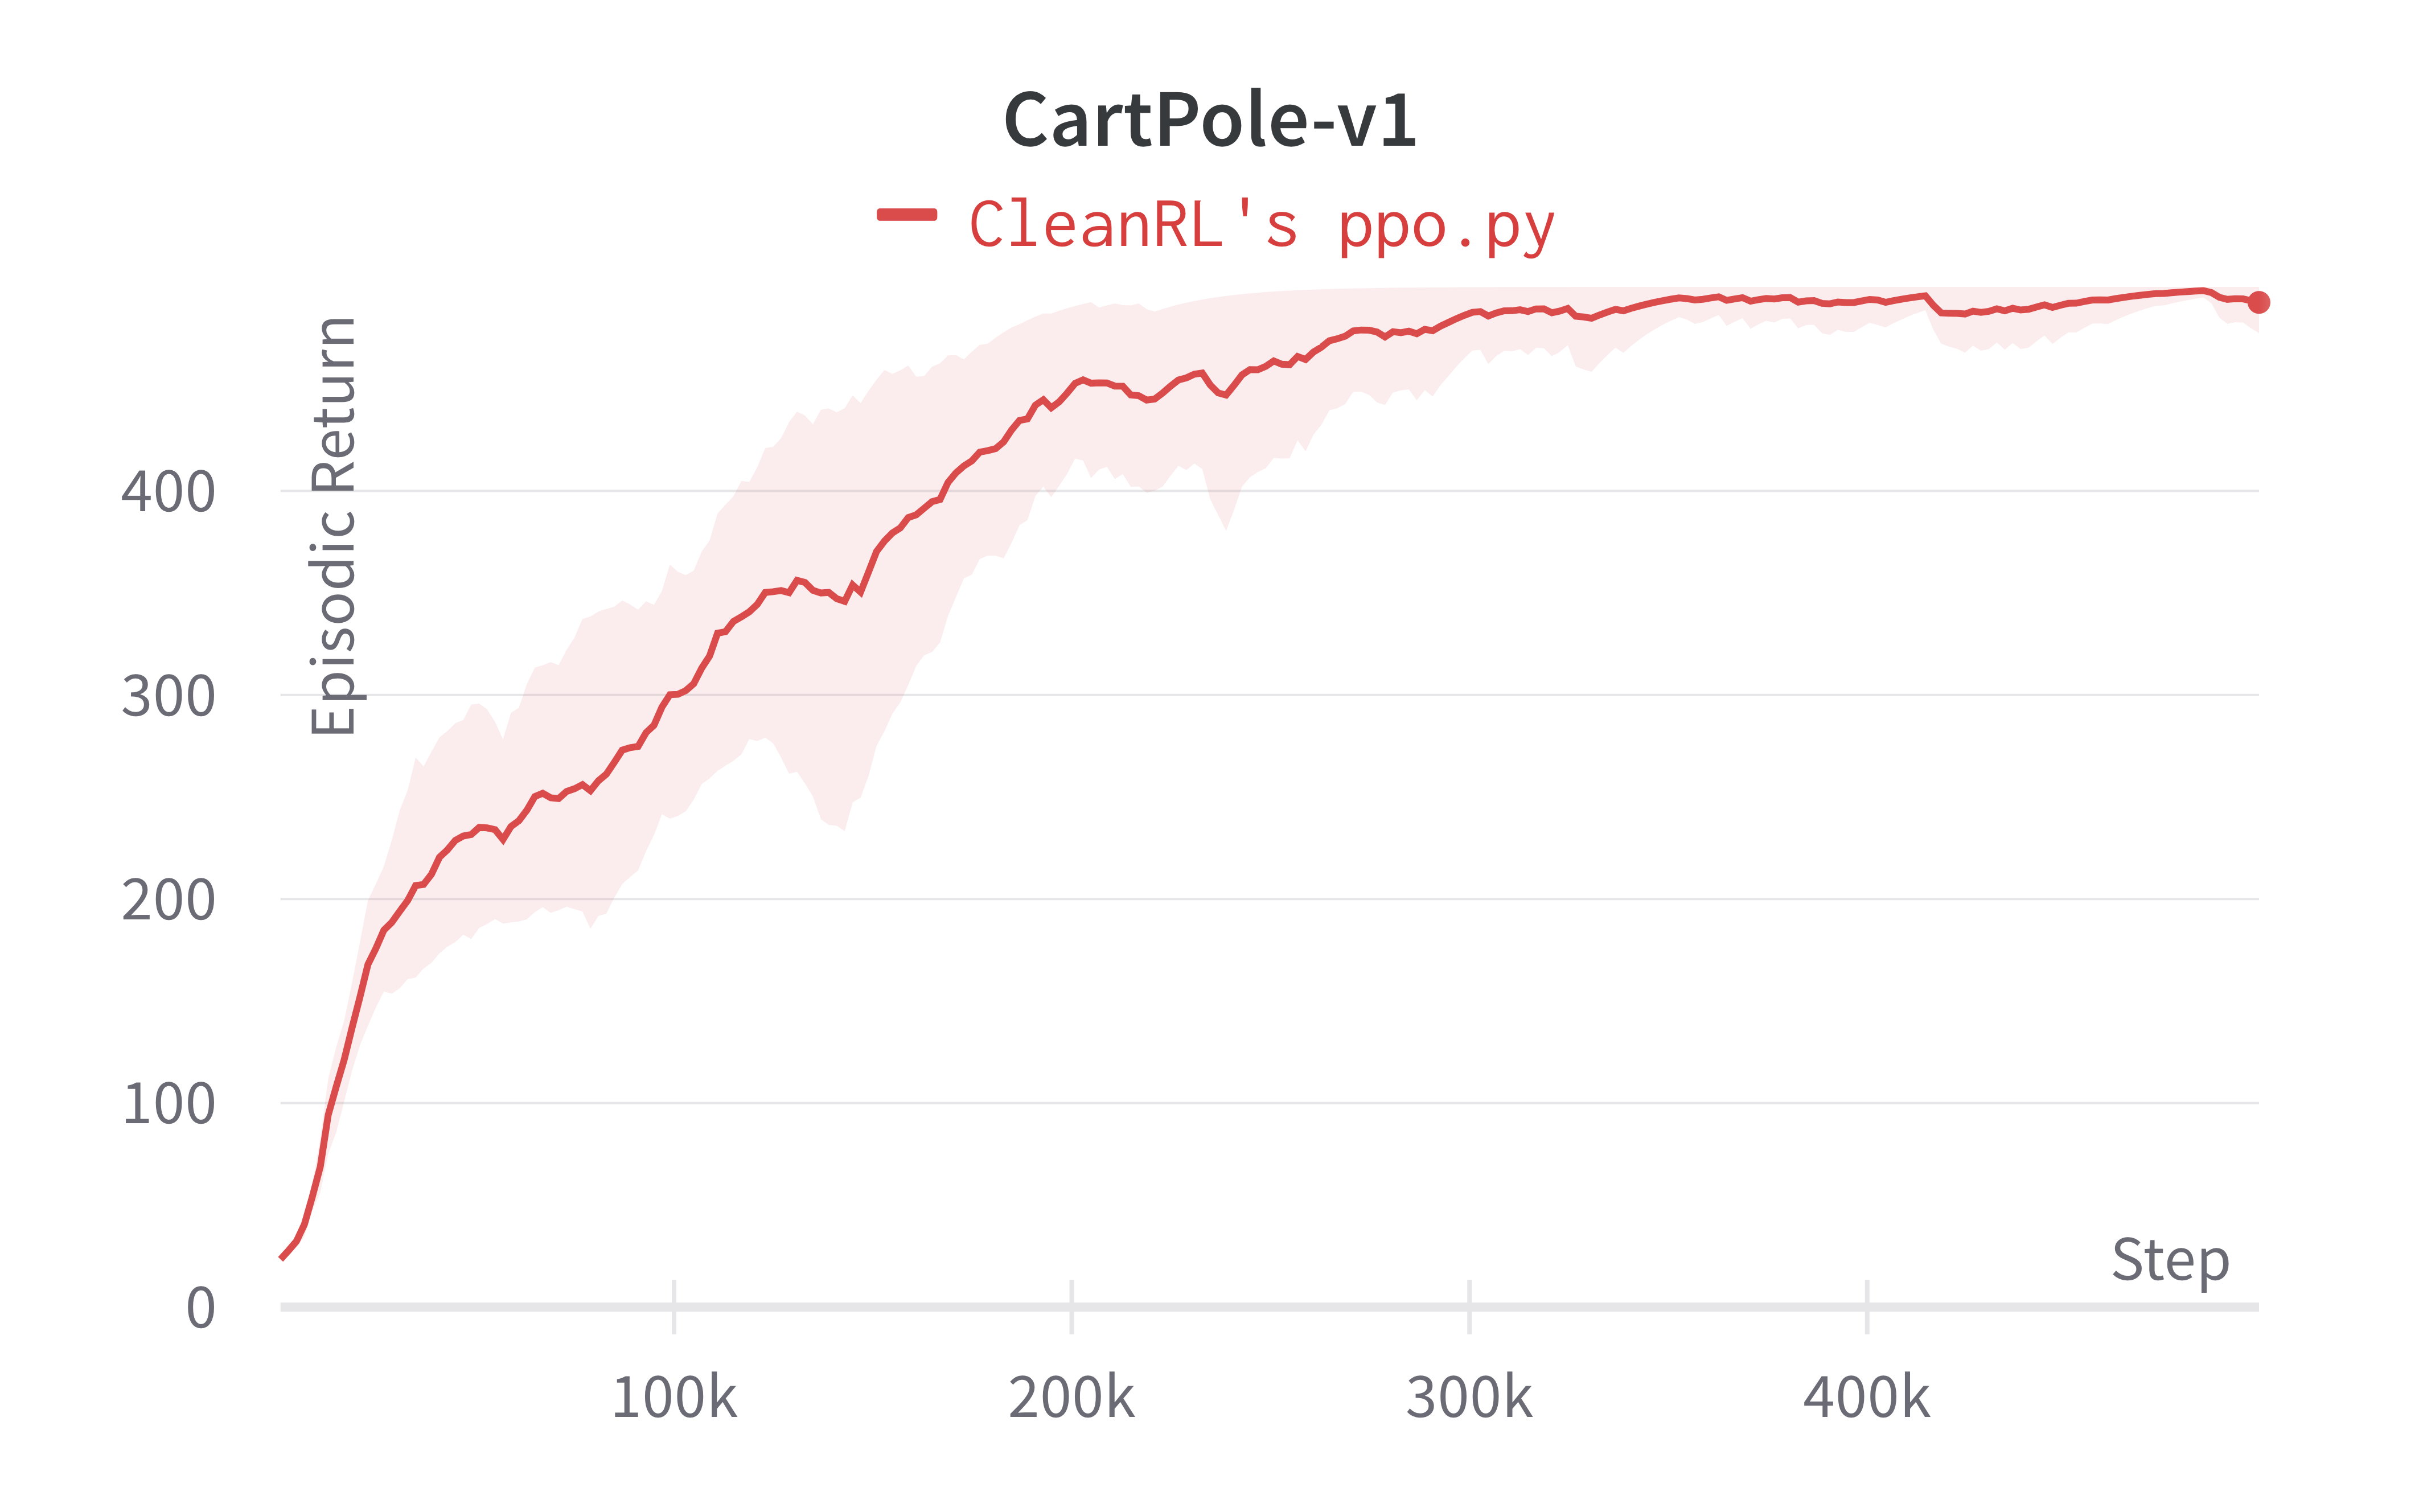 CartPole-v1
CleanRL's ppo.py
Episodic Return
400
300
200
100
0
Step
100k
200k
300k
400k